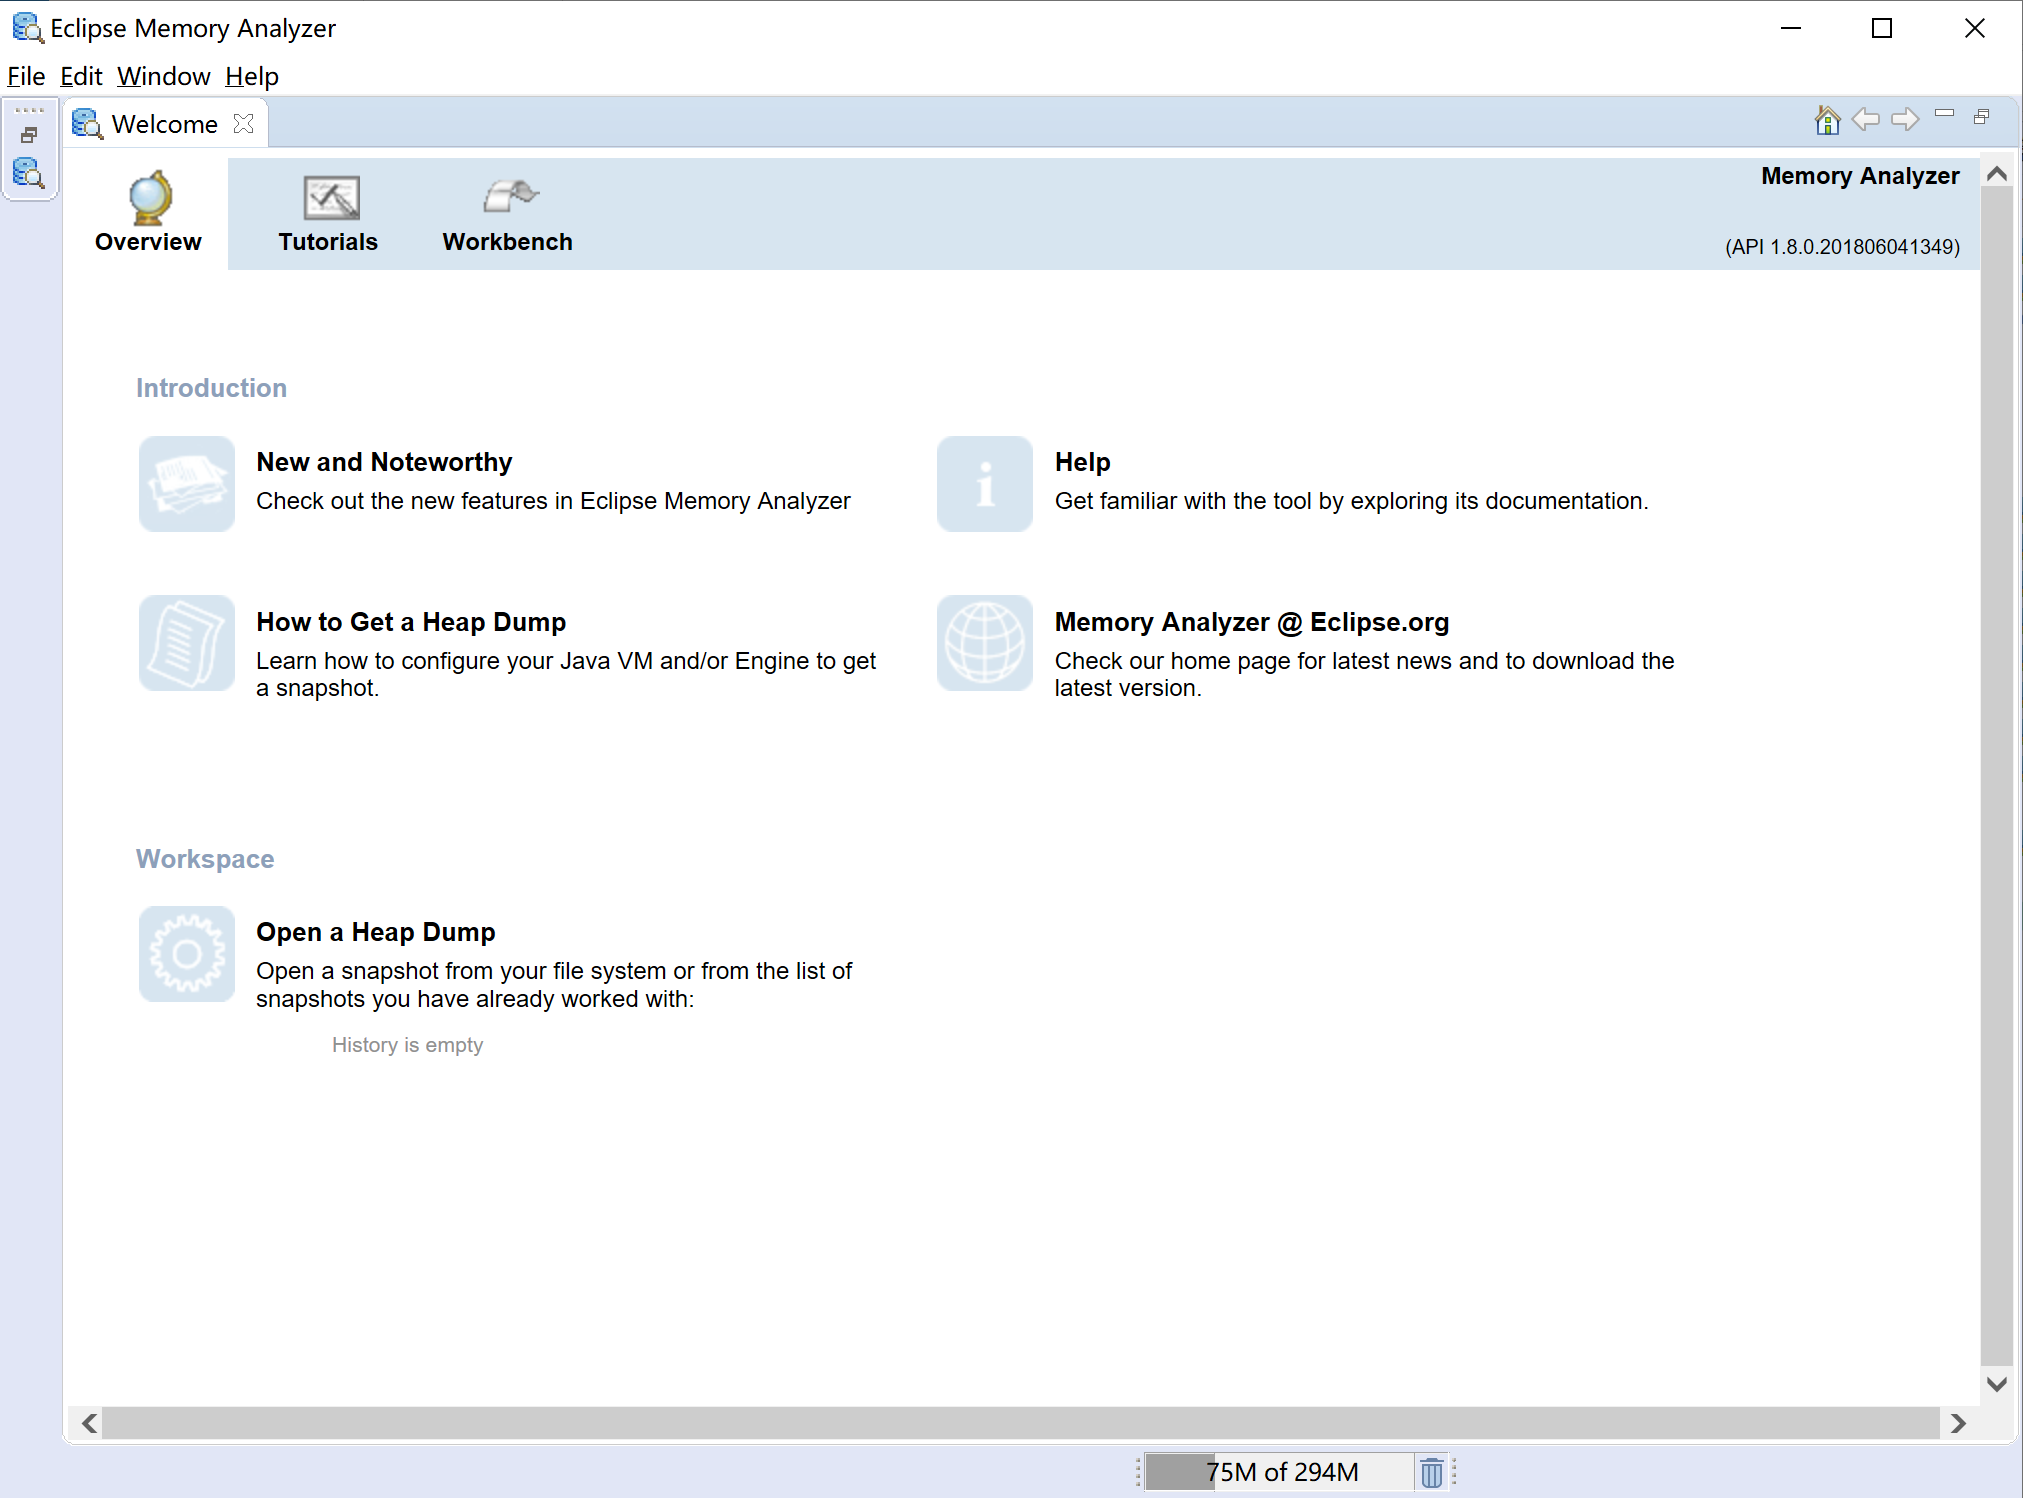 Eclipse Memory Analyzer
File Edit Window Help
Welcome
Overview
Tutorials
Workbench
Memory Analyzer
(API 1.8.0.201806041349)
Introduction
New and Noteworthy
Check out the new features in Eclipse Memory Analyzer
Help
Get familiar with the tool by exploring its documentation.
How to Get a Heap Dump
Learn how to configure your Java VM and/or Engine to get
a snapshot.
Memory Analyzer @ Eclipse.org
Check our home page for latest news and to download the
latest version.
Workspace
Open a Heap Dump
Open a snapshot from your file system or from the list of
snapshots you have already worked with:
History is empty
75M of 294M